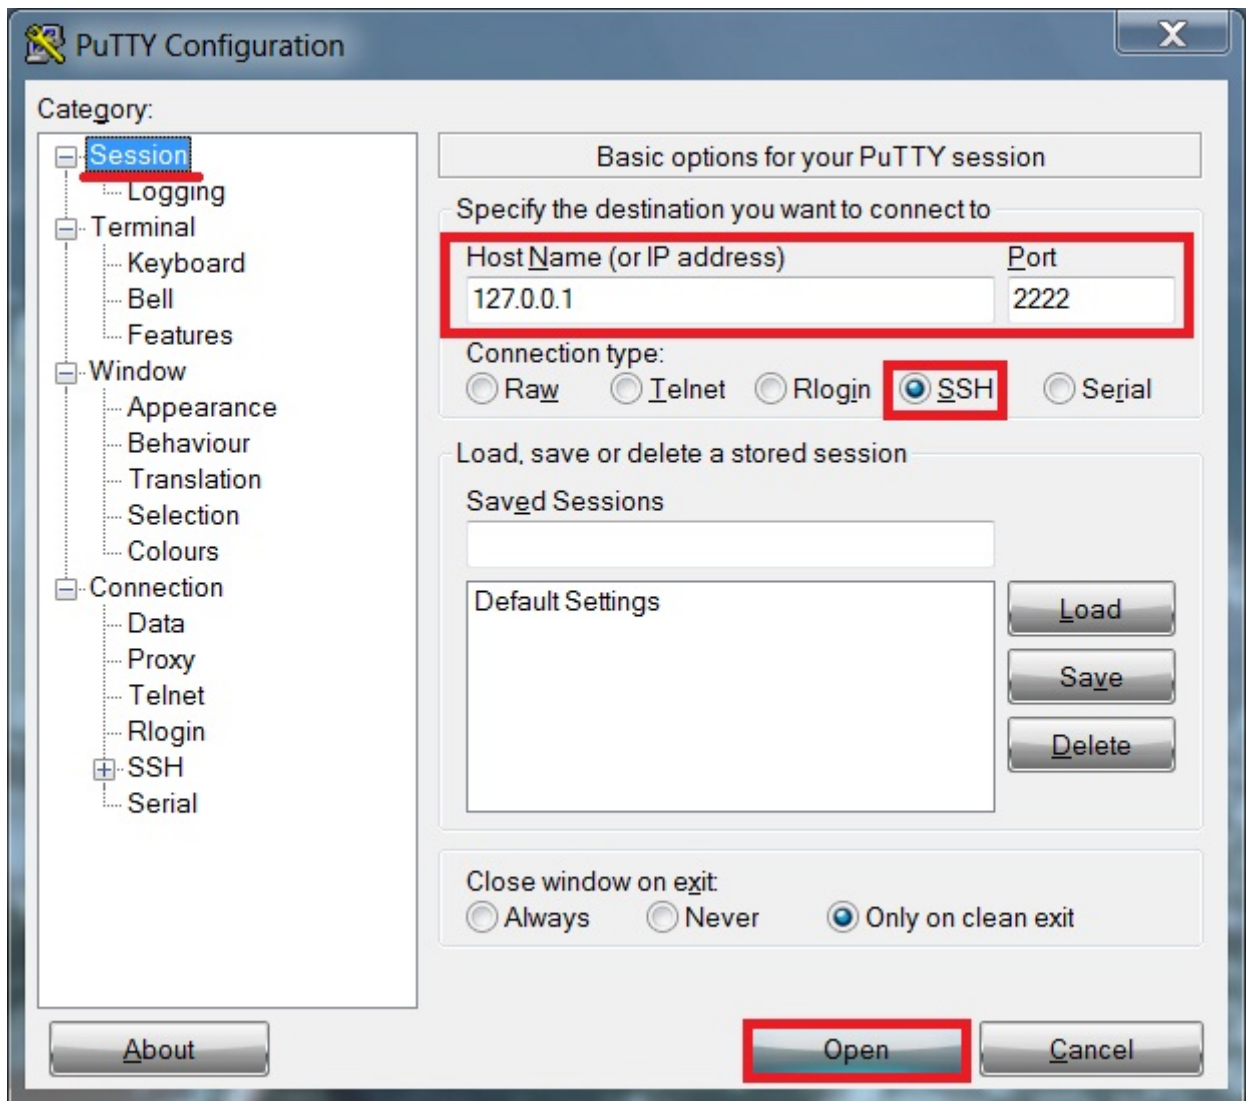 PuTTY Configuration
X
Category:
Session
Logging
Terminal
Keyboard
Bell
Features
Window
Appearance
Behaviour
Translation
Selection
Colours
Connection
Data
Proxy
Telnet
Rlogin
SSH
Serial
Basic options for your PuTTY session
Specify the destination you want to connect to
Host Name (or IP address) Port
127.0.0.1 2222
Connection type:
Raw Telnet Rlogin SSH Serial
Load, save or delete a stored session
Saved Sessions
Default Settings
Load
Save
Delete
Close window on exit:
Always Never Only on clean exit
About Open Cancel